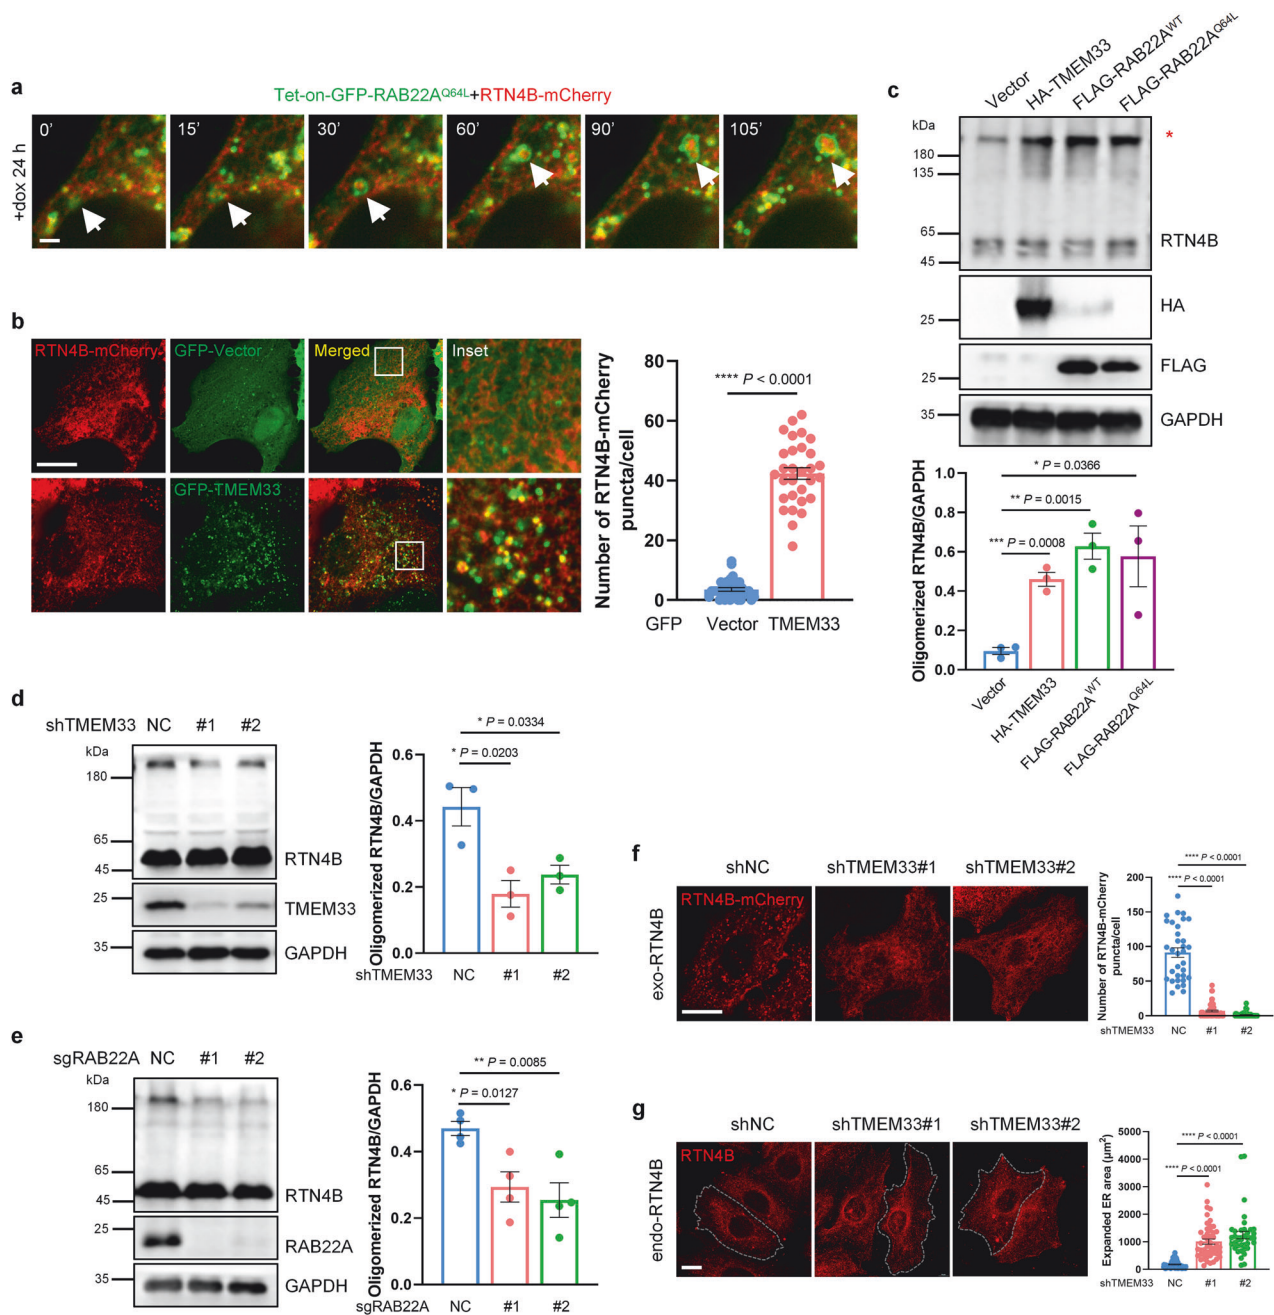 a
Tet-on-GFP-RAB22AQ64L+RTN4B-mCherry
+dox 24 h
0' 15' 30' 60' 90' 105'
b
RTN4B-mCherry GFP-Vector Merged Inset
GFP-TMEM33
Number of RTN4B-mCherry
puncta/cell
80
60
40
20
0
**** P < 0.0001
GFP Vector TMEM33
c
Vector HA-TMEM33 FLAG-RAB22AWT FLAG-RAB22AQ64L
kDa
180
135
65
45
*
RTN4B
25
HA
25
FLAG
35
GAPDH
Oligomerized RTN4B/GAPDH
1.0
0.8
0.6
0.4
0.2
0.0
* P = 0.0366
** P = 0.0015
*** P = 0.0008
Vector HA-TMEM33 FLAG-RAB22AWT FLAG-RAB22AQ64L
d
shTMEM33 NC #1 #2
kDa
180
65
45
RTN4B
25
TMEM33
35
GAPDH
Oligomerized RTN4B/GAPDH
0.6
0.4
0.2
0.0
* P = 0.0334
* P = 0.0203
shTMEM33 NC #1 #2
e
sgRAB22A NC #1 #2
kDa
180
65
45
RTN4B
25
RAB22A
35
GAPDH
Oligomerized RTN4B/GAPDH
0.6
0.4
0.2
0.0
** P = 0.0085
* P = 0.0127
sgRAB22A NC #1 #2
f
shNC shTMEM33#1 shTMEM33#2
exo-RTN4B
RTN4B-mCherry
Number of RTN4B-mCherry
puncta/cell
200
150
100
50
0
**** P < 0.0001
**** P < 0.0001
shTMEM33 NC #1 #2
g
shNC shTMEM33#1 shTMEM33#2
endo-RTN4B
RTN4B
Expanded ER area (μm2)
5000
4000
3000
2000
1000
0
**** P < 0.0001
**** P < 0.0001
shTMEM33 NC #1 #2